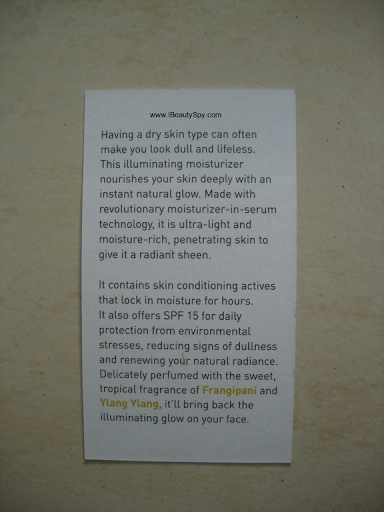 www.IBeautySpy.com
Having a dry skin type can often
make you look dull and lifeless.
This illuminating moisturizer
nourishes your skin deeply with an
instant natural glow. Made with
revolutionary moisturizer-in-serum
technology, it is ultra-light and
moisture-rich, penetrating skin to
give it a radiant sheen.
It contains skin conditioning actives
that lock in moisture for hours.
It also offers SPF 15 for daily
protection from environmental
stresses, reducing signs of dullness
and renewing your natural radiance.
Delicately perfumed with the sweet,
tropical fragrance of Frangipani and
Ylang Ylang, it'll bring back the
illuminating glow on your face.